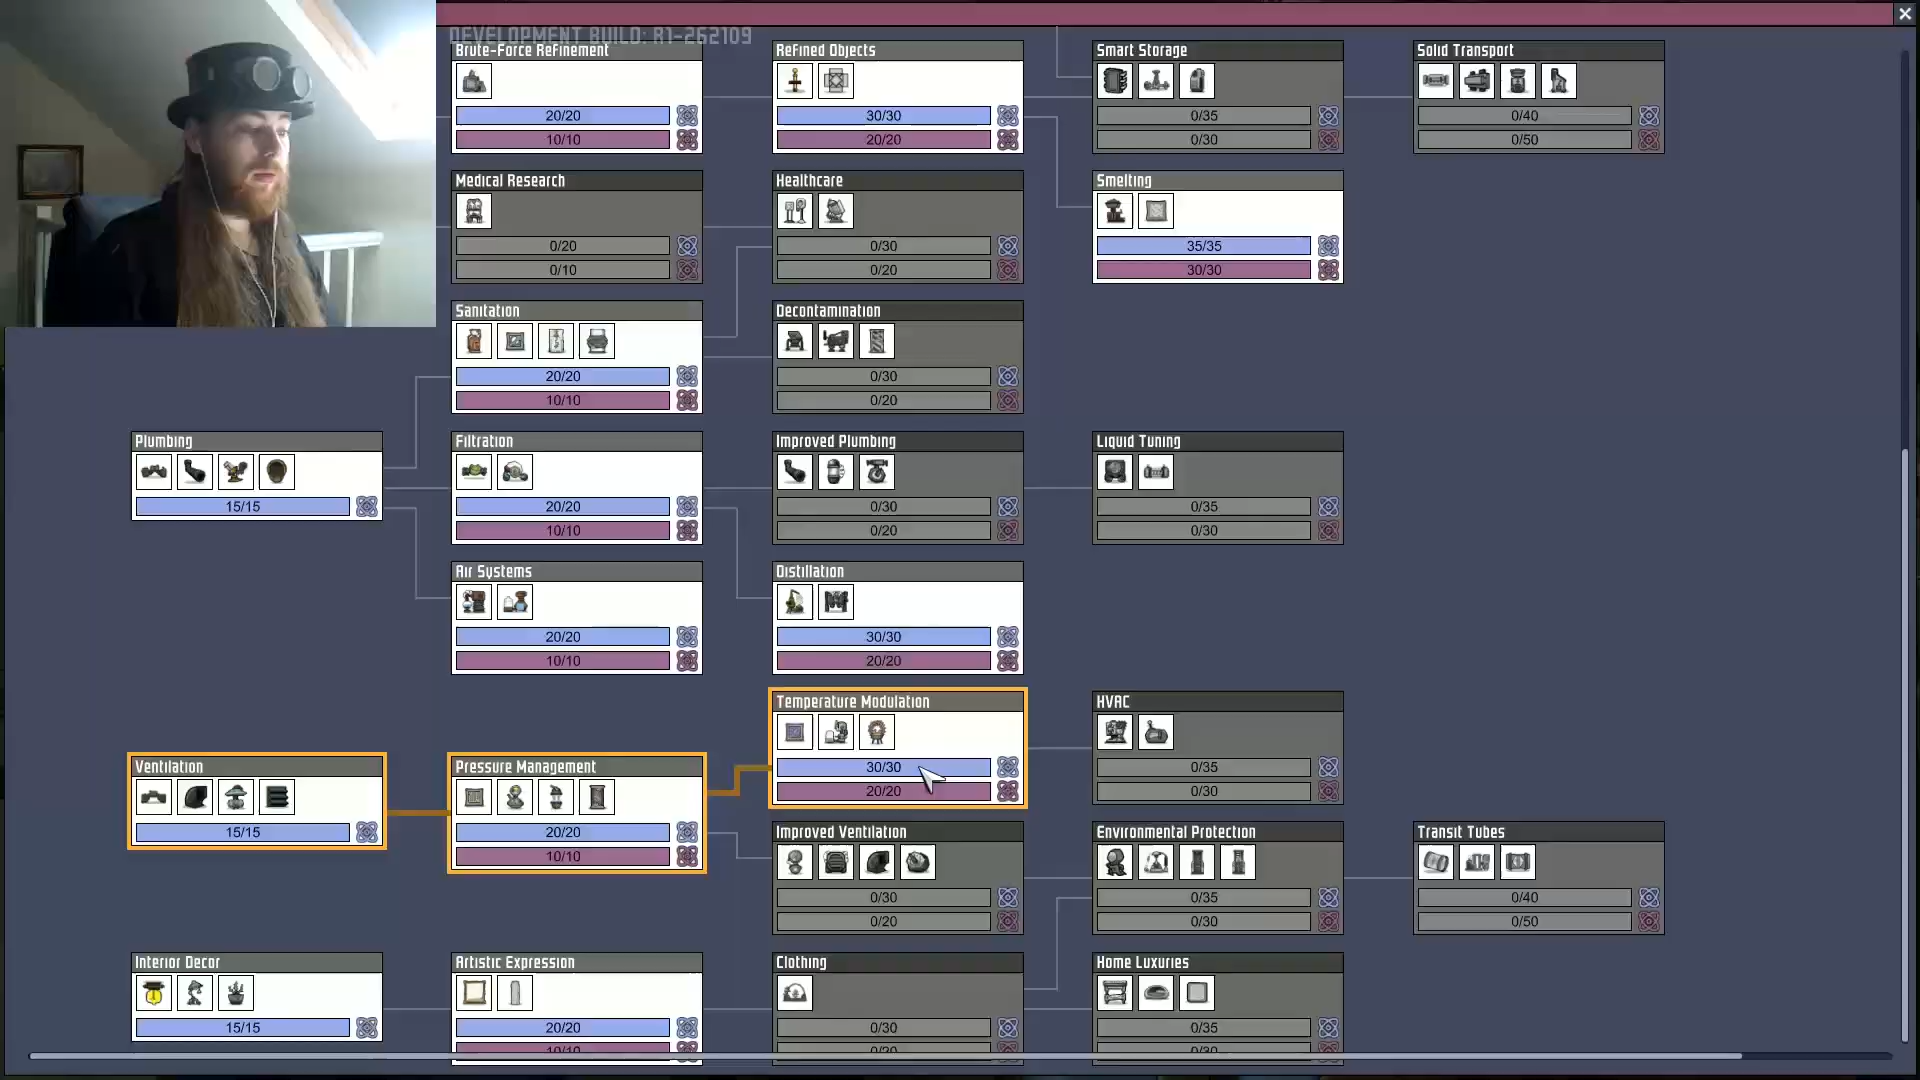 DEVELOPMENT BUILD: R1-262109
Brute-Force Refinement
20/20
10/10
Refined Objects
30/30
20/20
Smart Storage
0/35
0/30
Solid Transport
0/40
0/50
Medical Research
0/20
0/10
Healthcare
0/30
0/20
Smelting
35/35
30/30
Sanitation
20/20
10/10
Decontamination
0/30
0/20
Plumbing
15/15
Filtration
20/20
10/10
Improved Plumbing
0/30
0/20
Liquid Tuning
0/35
0/30
Air Systems
20/20
10/10
Distillation
30/30
20/20
Temperature Modulation
30/30
20/20
HVAC
0/35
0/30
Ventilation
15/15
Pressure Management
20/20
10/10
Improved Ventilation
0/30
0/20
Environmental Protection
0/35
0/30
Transit Tubes
0/40
0/50
Interior Decor
15/15
Artistic Expression
20/20
10/10
Clothing
0/30
0/20
Home Luxuries
0/35
0/30